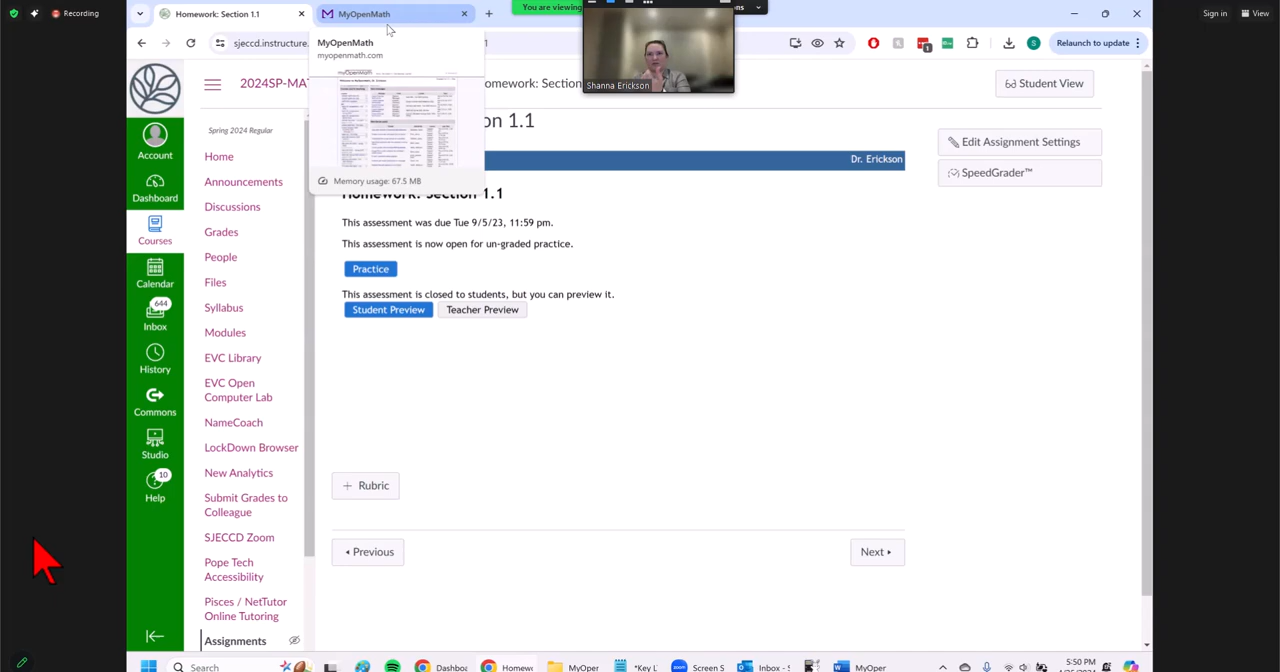 Recording
Homework: Section 1.1
MyOpenMath
You are viewing
Sign in
View
sjeccd.instructure.
1
Relaunch to update
MyOpenMath
myopenmath.com
Memory usage: 67.5 MB
Shanna Erickson
2024SP-MA
omework: Section
Student View
Spring 2024 Regular
on 1.1
Dr. Erickson
Edit Assignment Settings
SpeedGrader™
Account
Dashboard
Courses
Calendar
644
Inbox
History
Commons
Studio
10
Help
Home
Announcements
Discussions
Grades
People
Files
Syllabus
Modules
EVC Library
EVC Open
Computer Lab
NameCoach
LockDown Browser
New Analytics
Submit Grades to
Colleague
SJECCD Zoom
Pope Tech
Accessibility
Pisces / NetTutor
Online Tutoring
Assignments
Homework: Section 1.1
This assessment was due Tue 9/5/23, 11:59 pm.
This assessment is now open for un-graded practice.
Practice
This assessment is closed to students, but you can preview it.
Student Preview
Teacher Preview
+ Rubric
Previous
Next
Search
Dashbo
Homew
MyOper
*Key L
Screen S
Inbox - S
MyOper
5:50 PM